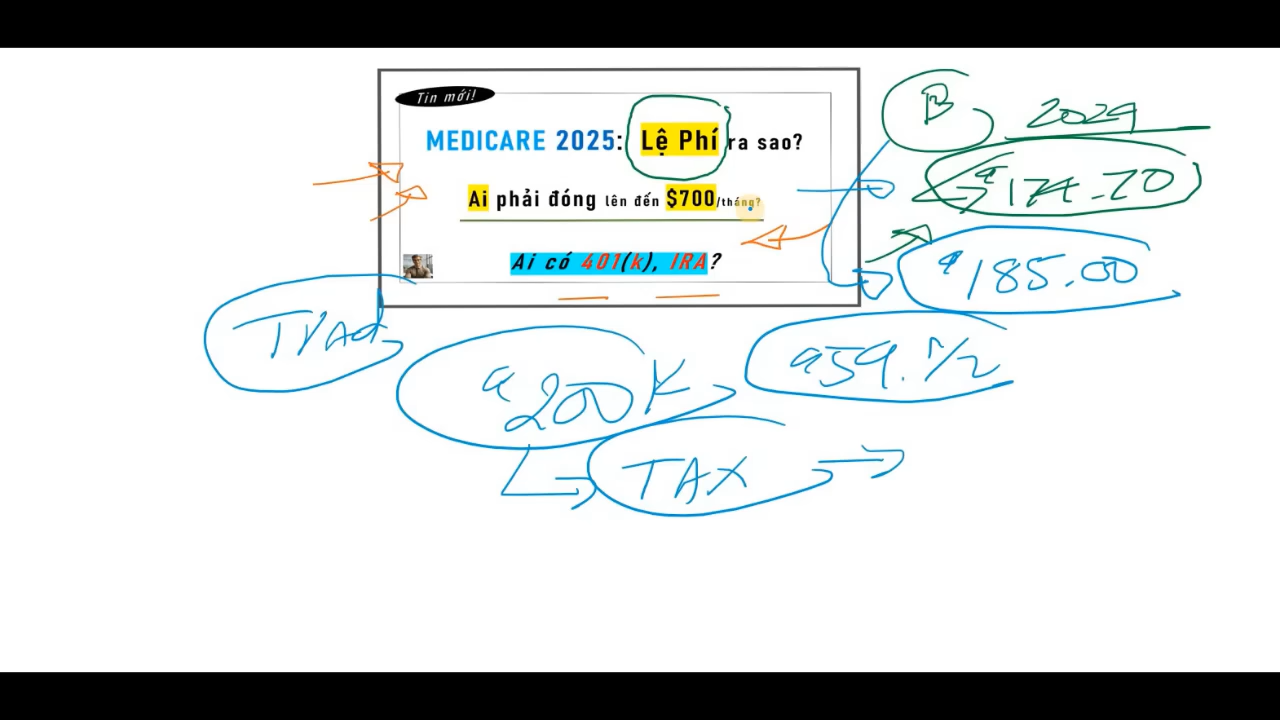 Tin mới!
MEDICARE 2025: Lệ Phí ra sao?
Ai phải đóng lên đến $700/tháng?
Ai có 401(k), IRA?
B 2024
$174.70
$185.00
Trad
$200K
59.1/2
TAX